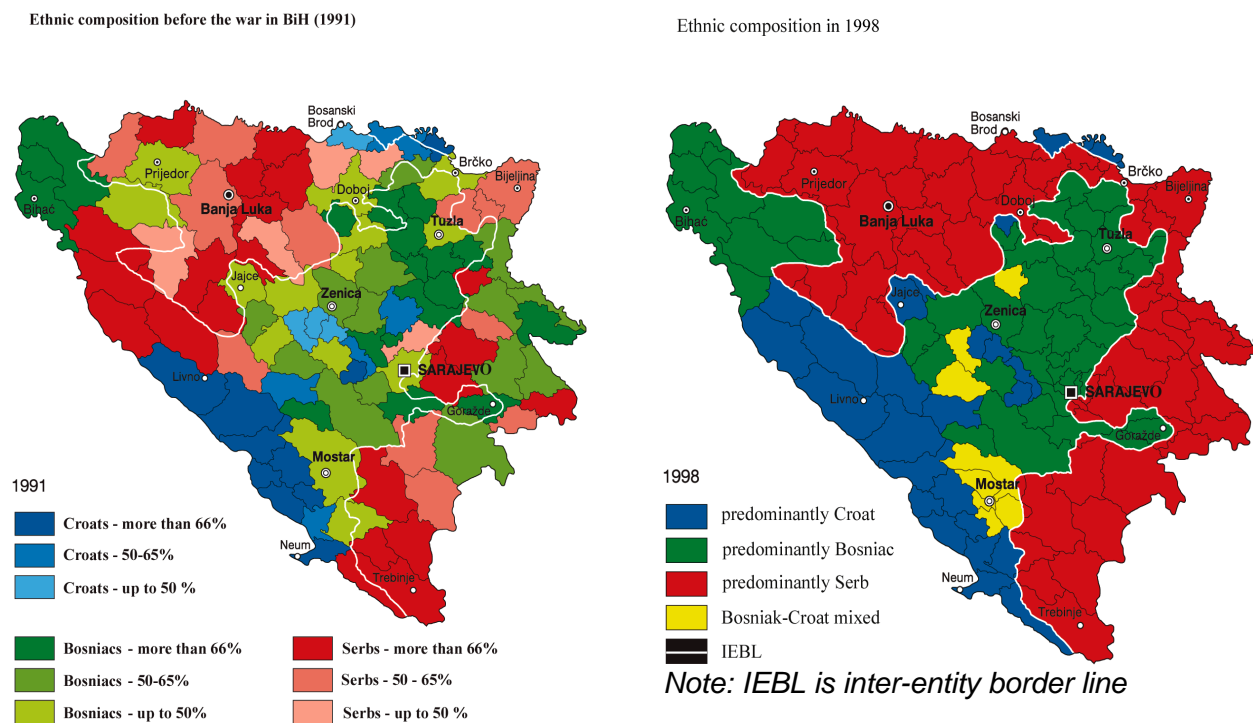 Ethnic composition before the war in BiH (1991)
Bosanski
Brod
Brčko
Prijedor
Bijeljina
Doboj
Bihać
Banja Luka
Tuzla
Jajce
Zenica
SARAJEVO
Livno
Goražde
Mostar
Neum
Trebinje
1991
Croats - more than 66%
Croats - 50-65%
Croats - up to 50 %
Bosniacs - more than 66%
Bosniacs - 50-65%
Bosniacs - up to 50%
Serbs - more than 66%
Serbs - 50 - 65%
Serbs - up to 50 %
Ethnic composition in 1998
Bosanski
Brod
Brčko
Prijedor
Bijeljina
Doboj
Bihać
Banja Luka
Tuzla
Jajce
Zenica
SARAJEVO
Livno
Goražde
Mostar
Neum
Trebinje
1998
predominantly Croat
predominantly Bosniac
predominantly Serb
Bosniak-Croat mixed
IEBL
Note: IEBL is inter-entity border line